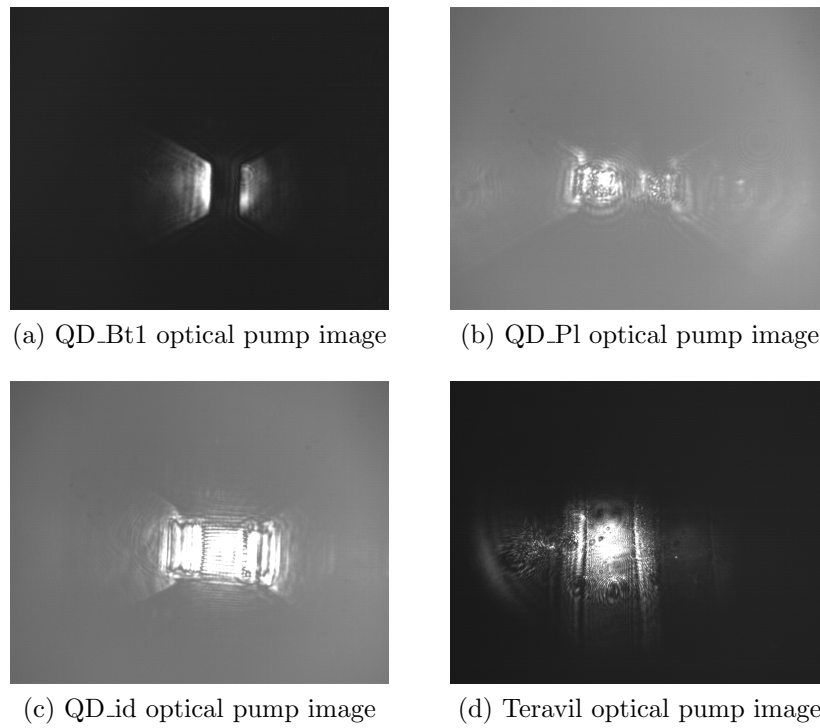 (a) QD_Bt1 optical pump image
(b) QD_Pl optical pump image
(c) QD_id optical pump image
(d) Teravil optical pump image